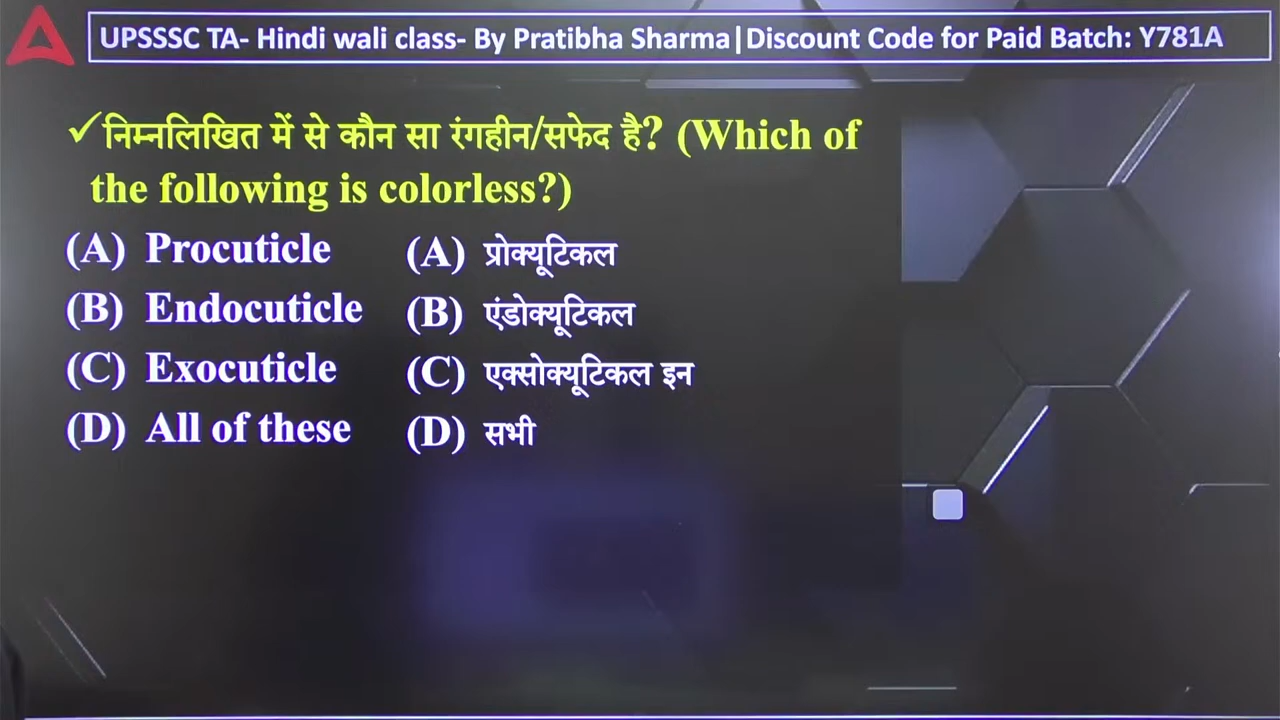 UPSSSC TA- Hindi wali class- By Pratibha Sharma|Discount Code for Paid Batch: Y781A
✓निम्नलिखित में से कौन सा रंगहीन/सफेद है? (Which of
the following is colorless?)
(A) Procuticle (A) प्रोक्यूटिकल
(B) Endocuticle (B) एंडोक्यूटिकल
(C) Exocuticle (C) एक्सोक्यूटिकल इन
(D) All of these (D) सभी